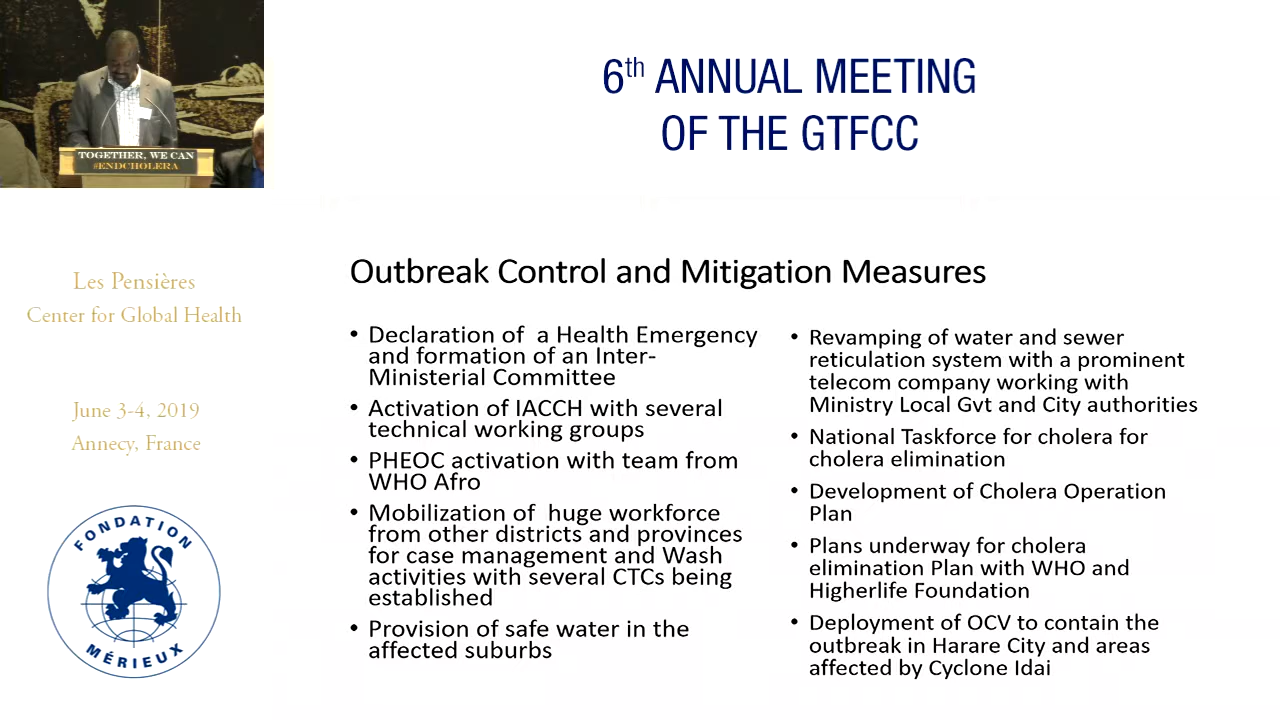 TOGETHER, WE CAN
#ENDCHOLERA
6th ANNUAL MEETING
OF THE GTFCC
Les Pensières
Center for Global Health
June 3-4, 2019
Annecy, France
FONDATION
MÉRIEUX
Outbreak Control and Mitigation Measures
• Declaration of a Health Emergency
and formation of an Inter-
Ministerial Committee
• Activation of IACCH with several
technical working groups
• PHEOC activation with team from
WHO Afro
• Mobilization of huge workforce
from other districts and provinces
for case management and Wash
activities with several CTCs being
established
• Provision of safe water in the
affected suburbs
• Revamping of water and sewer
reticulation system with a prominent
telecom company working with
Ministry Local Gvt and City authorities
• National Taskforce for cholera for
cholera elimination
• Development of Cholera Operation
Plan
• Plans underway for cholera
elimination Plan with WHO and
Higherlife Foundation
• Deployment of OCV to contain the
outbreak in Harare City and areas
affected by Cyclone Idai